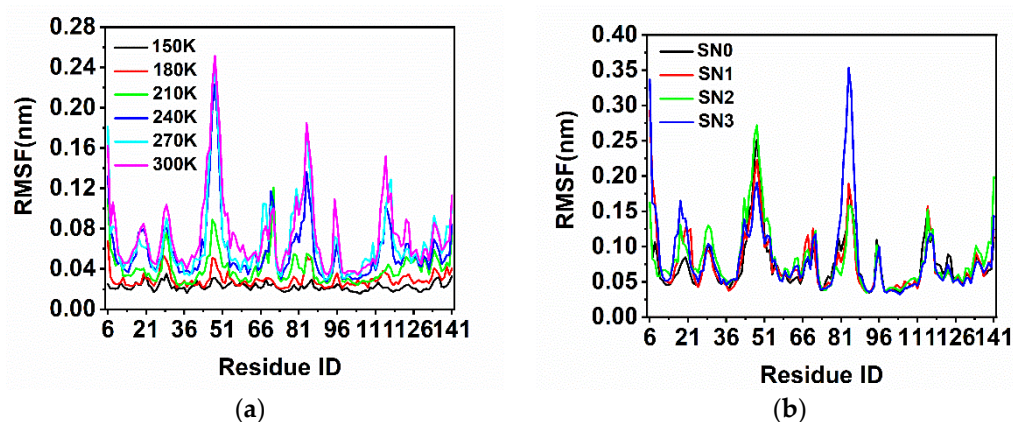 0.28
0.24
0.20
0.16
0.12
0.08
0.04
0.00
RMSF(nm)
150K
180K
210K
240K
270K
300K
6 21 36 51 66 81 96 111 126 141
Residue ID
(a)
0.40
0.35
0.30
0.25
0.20
0.15
0.10
0.05
0.00
RMSF(nm)
SN0
SN1
SN2
SN3
6 21 36 51 66 81 96 111 126 141
Residue ID
(b)